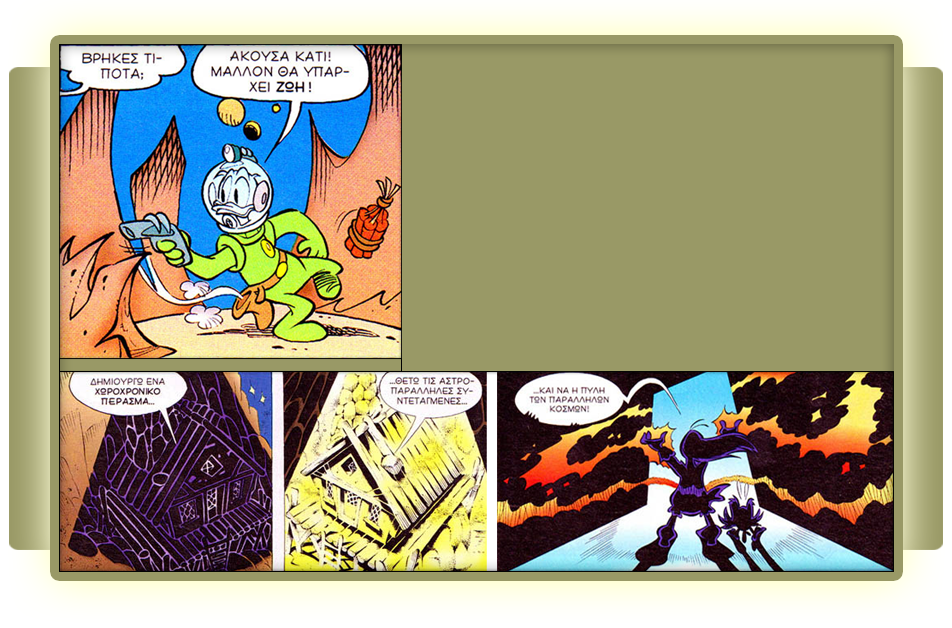 ΒΡΗΚΕΣ ΤΙ-
ΠΟΤΑ;
ΑΚΟΥΣΑ ΚΑΤΙ!
ΜΑΛΛΟΝ ΘΑ ΥΠΑΡ-
ΧΕΙ ΖΩΗ!
ΔΗΜΙΟΥΡΓΩ ΕΝΑ
ΧΩΡΟΧΡΟΝΙΚΟ
ΠΕΡΑΣΜΑ...
...ΘΕΤΩ ΤΙΣ ΑΣΤΡΟ-
ΠΑΡΑΛΛΗΛΕΣ ΣΥ-
ΝΤΕΤΑΓΜΕΝΕΣ...
...ΚΑΙ ΝΑ Η ΠΥΛΗ
ΤΩΝ ΠΑΡΑΛΛΗΛΩΝ
ΚΟΣΜΩΝ!